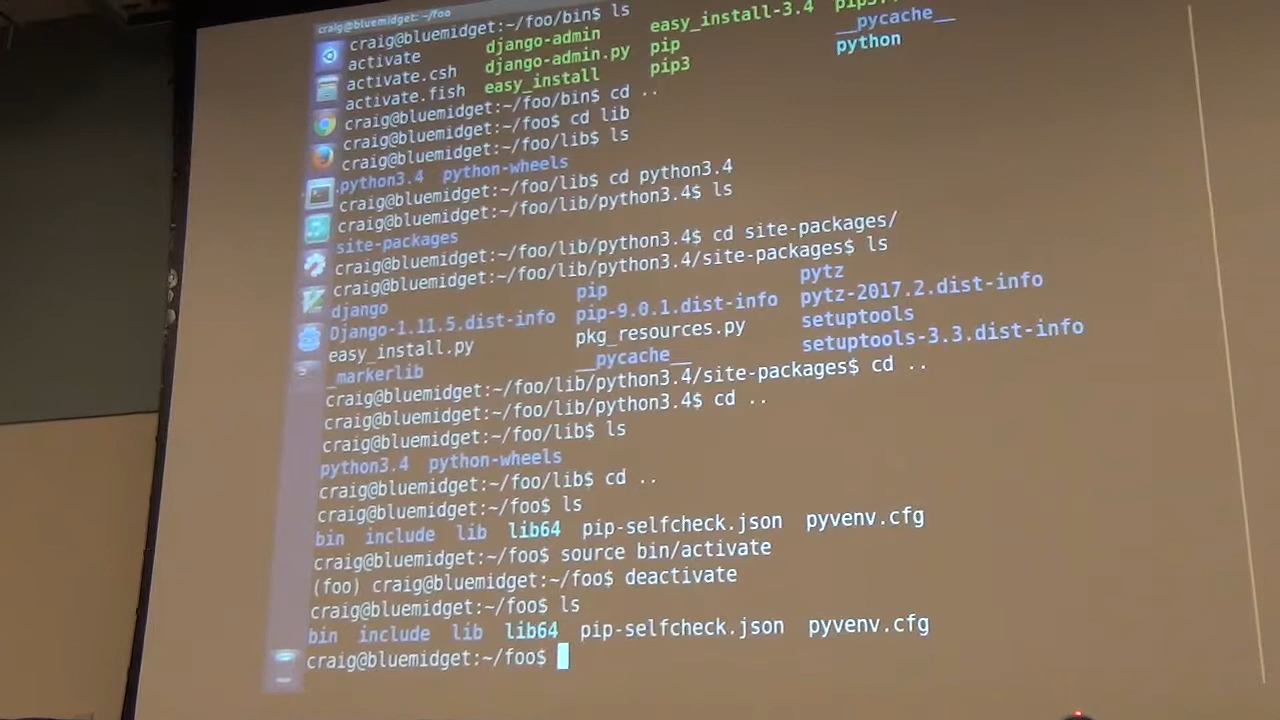 craig@bluemidget: ~/foo
craig@bluemidget:~/foo/bin$ ls
activate django-admin easy_install-3.4
activate.csh django-admin.py pip __pycache__
activate.fish easy_install pip3 python
craig@bluemidget:~/foo/bin$ cd ..
craig@bluemidget:~/foo$ cd lib
craig@bluemidget:~/foo/lib$ ls
python3.4 python-wheels
craig@bluemidget:~/foo/lib$ cd python3.4
craig@bluemidget:~/foo/lib/python3.4$ ls
site-packages
craig@bluemidget:~/foo/lib/python3.4$ cd site-packages/
craig@bluemidget:~/foo/lib/python3.4/site-packages$ ls
django pip pytz
Django-1.11.5.dist-info pip-9.0.1.dist-info pytz-2017.2.dist-info
easy_install.py pkg_resources.py setuptools
_markerlib __pycache__ setuptools-3.3.dist-info
craig@bluemidget:~/foo/lib/python3.4/site-packages$ cd ..
craig@bluemidget:~/foo/lib/python3.4$ cd ..
craig@bluemidget:~/foo/lib$ ls
python3.4 python-wheels
craig@bluemidget:~/foo/lib$ cd ..
craig@bluemidget:~/foo$ ls
bin include lib lib64 pip-selfcheck.json pyvenv.cfg
craig@bluemidget:~/foo$ source bin/activate
(foo) craig@bluemidget:~/foo$ deactivate
craig@bluemidget:~/foo$ ls
bin include lib lib64 pip-selfcheck.json pyvenv.cfg
craig@bluemidget:~/foo$